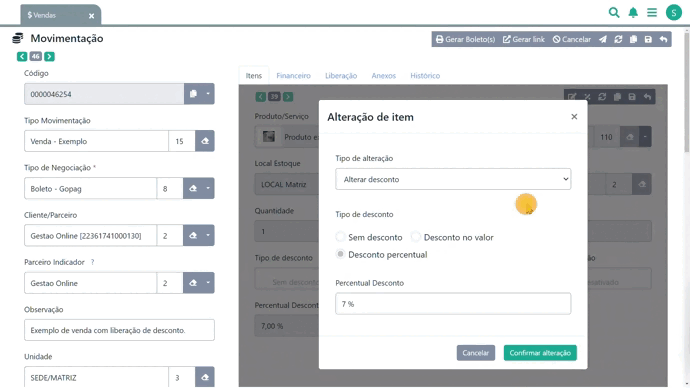 $ Vendas ×
S
Movimentação
Gerar Boleto(s) Gerar link Cancelar
46
Código
0000046254
Tipo Movimentação
Venda - Exemplo 15
Tipo de Negociação *
Boleto - Gopag 8
Cliente/Parceiro
Gestao Online [22361741000130] 2
Parceiro Indicador ?
Gestao Online 2
Observação
Exemplo de venda com liberação de desconto.
Unidade
SEDE/MATRIZ 3
Itens Financeiro Liberação Anexos Histórico
39
Produto/Serviço
Produto 110
Local Estoque
LOCAL Matriz 2
Quantidade
1
Tipo de desconto
Sem desconto
Percentual Desconto
7,00 %
Alteração de item ×
Tipo de alteração
Alterar desconto
Tipo de desconto
Sem desconto Desconto no valor
Desconto percentual
Percentual Desconto
7 %
Cancelar Confirmar alteração